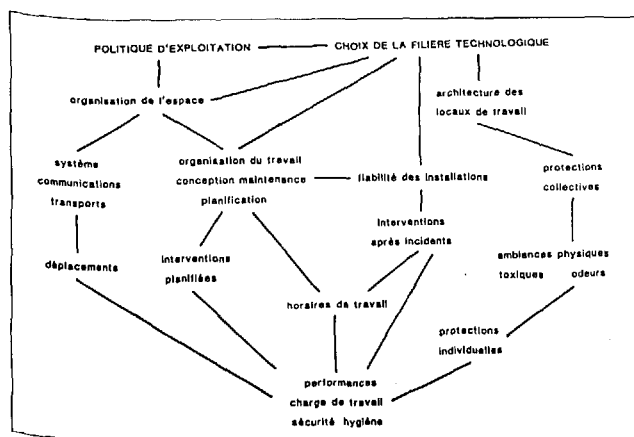 POLITIQUE D'EXPLOITATION
CHOIX DE LA FILIERE TECHNOLOGIQUE
organisation de l'espace
architecture des
locaux de travail
système
communications
transports
organisation du travail
conception maintenance
planification
fiabilité des installations
protections
collectives
interventions
après incidents
déplacements
interventions
planifiées
ambiances physiques
toxiques odeurs
horaires de travail
protections
individuelles
performances
charge de travail
sécurité hygiène